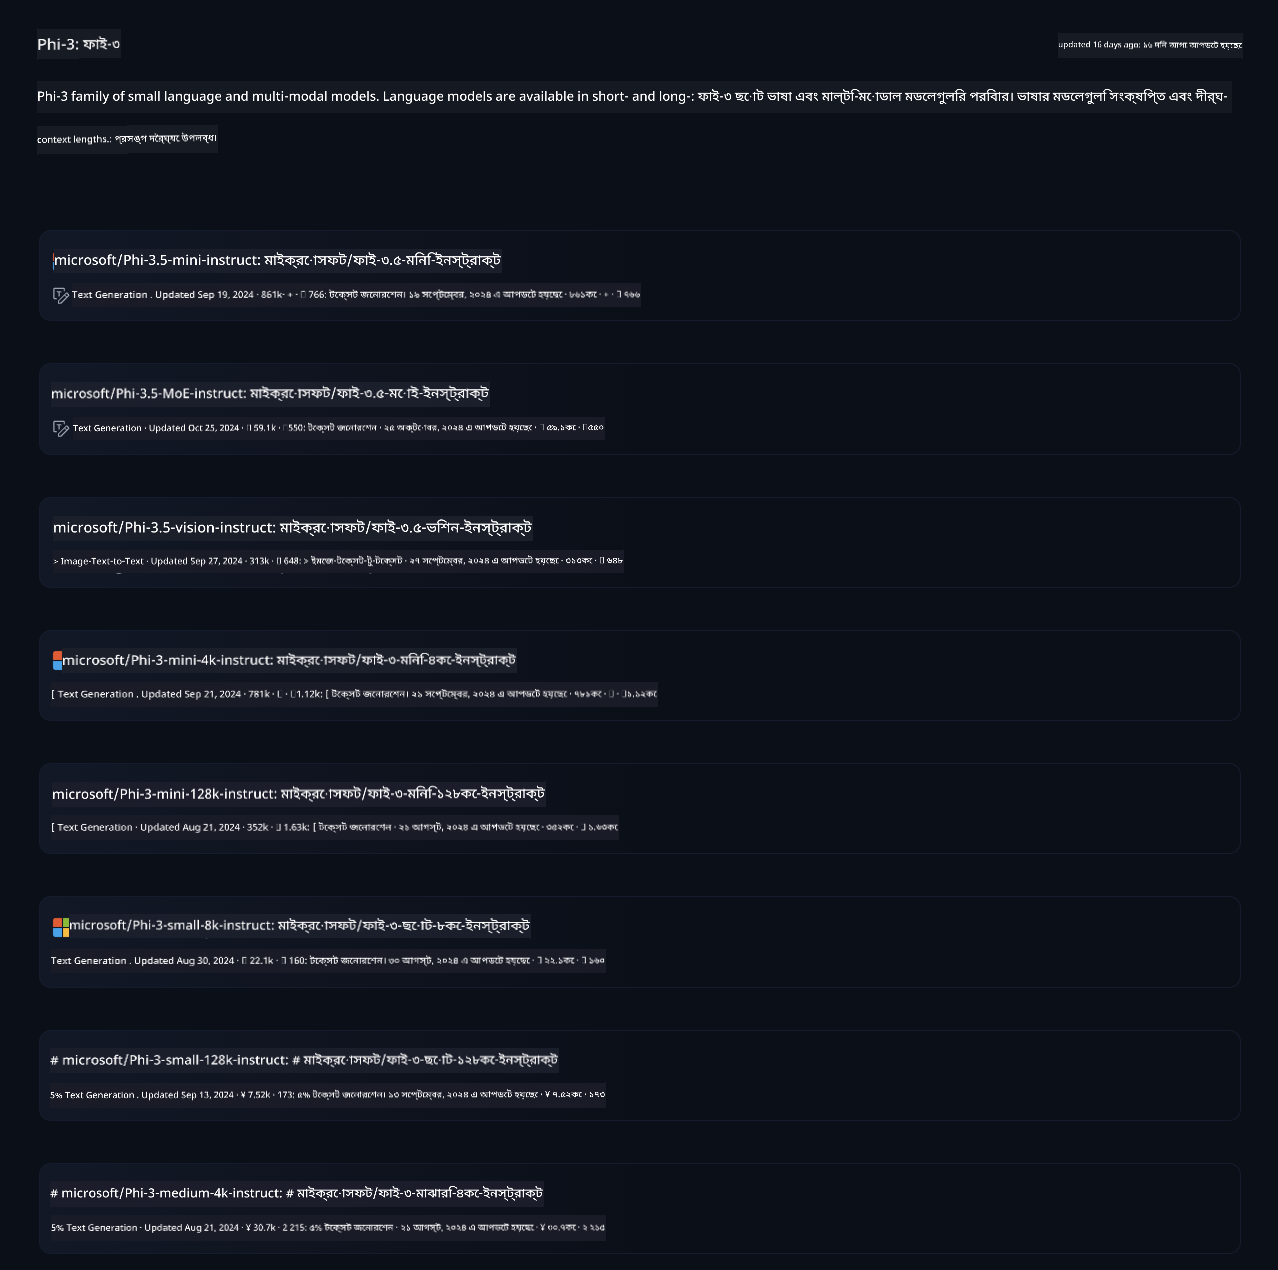 Phi-3: ফাই-৩
updated 16 days ago: ১৬ দিন আগে আপডেট হয়েছে
Phi-3 family of small language and multi-modal models. Language models are available in short- and long-: ফাই-৩ ছোট ভাষা এবং মাল্টি-মোডাল মডেলগুলির পরিবার। ভাষার মডেলগুলি সংক্ষিপ্ত এবং দীর্ঘ-
context lengths.: প্রসঙ্গ দৈর্ঘ্যে উপলব্ধ।
microsoft/Phi-3.5-mini-instruct: মাইক্রোসফট/ফাই-৩.৫-মিনি-ইনস্ট্রাক্ট
Text Generation . Updated Sep 19, 2024 · 861k· + · 766: টেক্সট জেনারেশন। ১৯ সেপ্টেম্বর, ২০২৪ এ আপডেট হয়েছে · ৮৬১কে · + · ৭৬৬
microsoft/Phi-3.5-MoE-instruct: মাইক্রোসফট/ফাই-৩.৫-মোই-ইনস্ট্রাক্ট
Text Generation · Updated Oct 25, 2024 · 59.1k · 550: টেক্সট জেনারেশন · ২৫ অক্টোবর, ২০২৪ এ আপডেট হয়েছে · ৫৯.১কে · ৫৫০
microsoft/Phi-3.5-vision-instruct: মাইক্রোসফট/ফাই-৩.৫-ভিশন-ইনস্ট্রাক্ট
> Image-Text-to-Text · Updated Sep 27, 2024 · 313k · 648: > ইমেজ-টেক্সট-টু-টেক্সট · ২৭ সেপ্টেম্বর, ২০২৪ এ আপডেট হয়েছে · ৩১৩কে · ৬৪৮
microsoft/Phi-3-mini-4k-instruct: মাইক্রোসফট/ফাই-৩-মিনি-৪কে-ইনস্ট্রাক্ট
[ Text Generation . Updated Sep 21, 2024 · 781k · · 1.12k: [ টেক্সট জেনারেশন। ২১ সেপ্টেম্বর, ২০২৪ এ আপডেট হয়েছে · ৭৮১কে · · ১.১২কে
microsoft/Phi-3-mini-128k-instruct: মাইক্রোসফট/ফাই-৩-মিনি-১২৮কে-ইনস্ট্রাক্ট
[ Text Generation · Updated Aug 21, 2024 · 352k · 1.63k: [ টেক্সট জেনারেশন · ২১ আগস্ট, ২০২৪ এ আপডেট হয়েছে · ৩৫২কে · ১.৬৩কে
microsoft/Phi-3-small-8k-instruct: মাইক্রোসফট/ফাই-৩-ছোট-৮কে-ইনস্ট্রাক্ট
Text Generation . Updated Aug 30, 2024 · 22.1k · 160: টেক্সট জেনারেশন। ৩০ আগস্ট, ২০২৪ এ আপডেট হয়েছে · ২২.১কে · ১৬০
# microsoft/Phi-3-small-128k-instruct: # মাইক্রোসফট/ফাই-৩-ছোট-১২৮কে-ইনস্ট্রাক্ট
5% Text Generation . Updated Sep 13, 2024 · ¥ 7.52k · 173: ৫% টেক্সট জেনারেশন। ১৩ সেপ্টেম্বর, ২০২৪ এ আপডেট হয়েছে · ¥ ৭.৫২কে · ১৭৩
# microsoft/Phi-3-medium-4k-instruct: # মাইক্রোসফট/ফাই-৩-মাঝারি-৪কে-ইনস্ট্রাক্ট
5% Text Generation · Updated Aug 21, 2024 · ¥ 30.7k · 2 215: ৫% টেক্সট জেনারেশন · ২১ আগস্ট, ২০২৪ এ আপডেট হয়েছে · ¥ ৩০.৭কে · ২ ২১৫